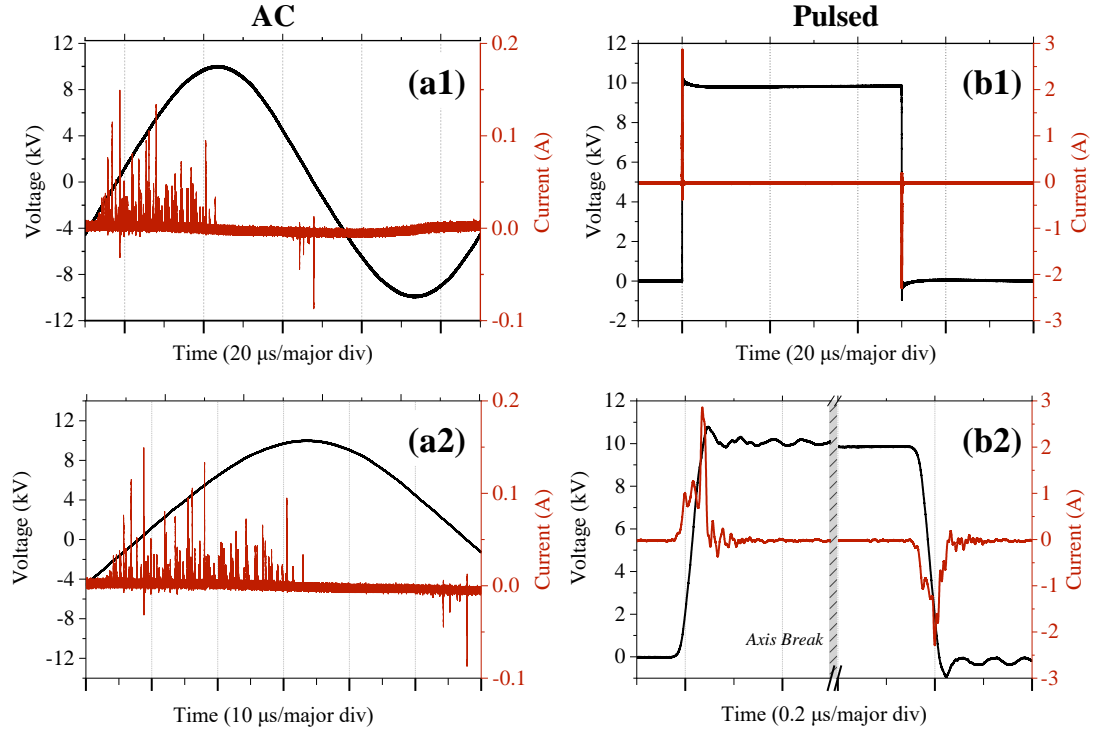 AC
Pulsed
(a1)
12
8
4
0
-4
-8
-12
Voltage (kV)
0.2
0.1
0.0
-0.1
Current (A)
Time (20 μs/major div)
(b1)
12
10
8
6
4
2
0
-2
Voltage (kV)
3
2
1
0
-1
-2
-3
Current (A)
Time (20 μs/major div)
(a2)
12
8
4
0
-4
-8
-12
Voltage (kV)
0.2
0.1
0.0
-0.1
Current (A)
Time (10 μs/major div)
(b2)
12
10
8
6
4
2
0
Voltage (kV)
3
2
1
0
-1
-2
-3
Current (A)
Axis Break
Time (0.2 μs/major div)